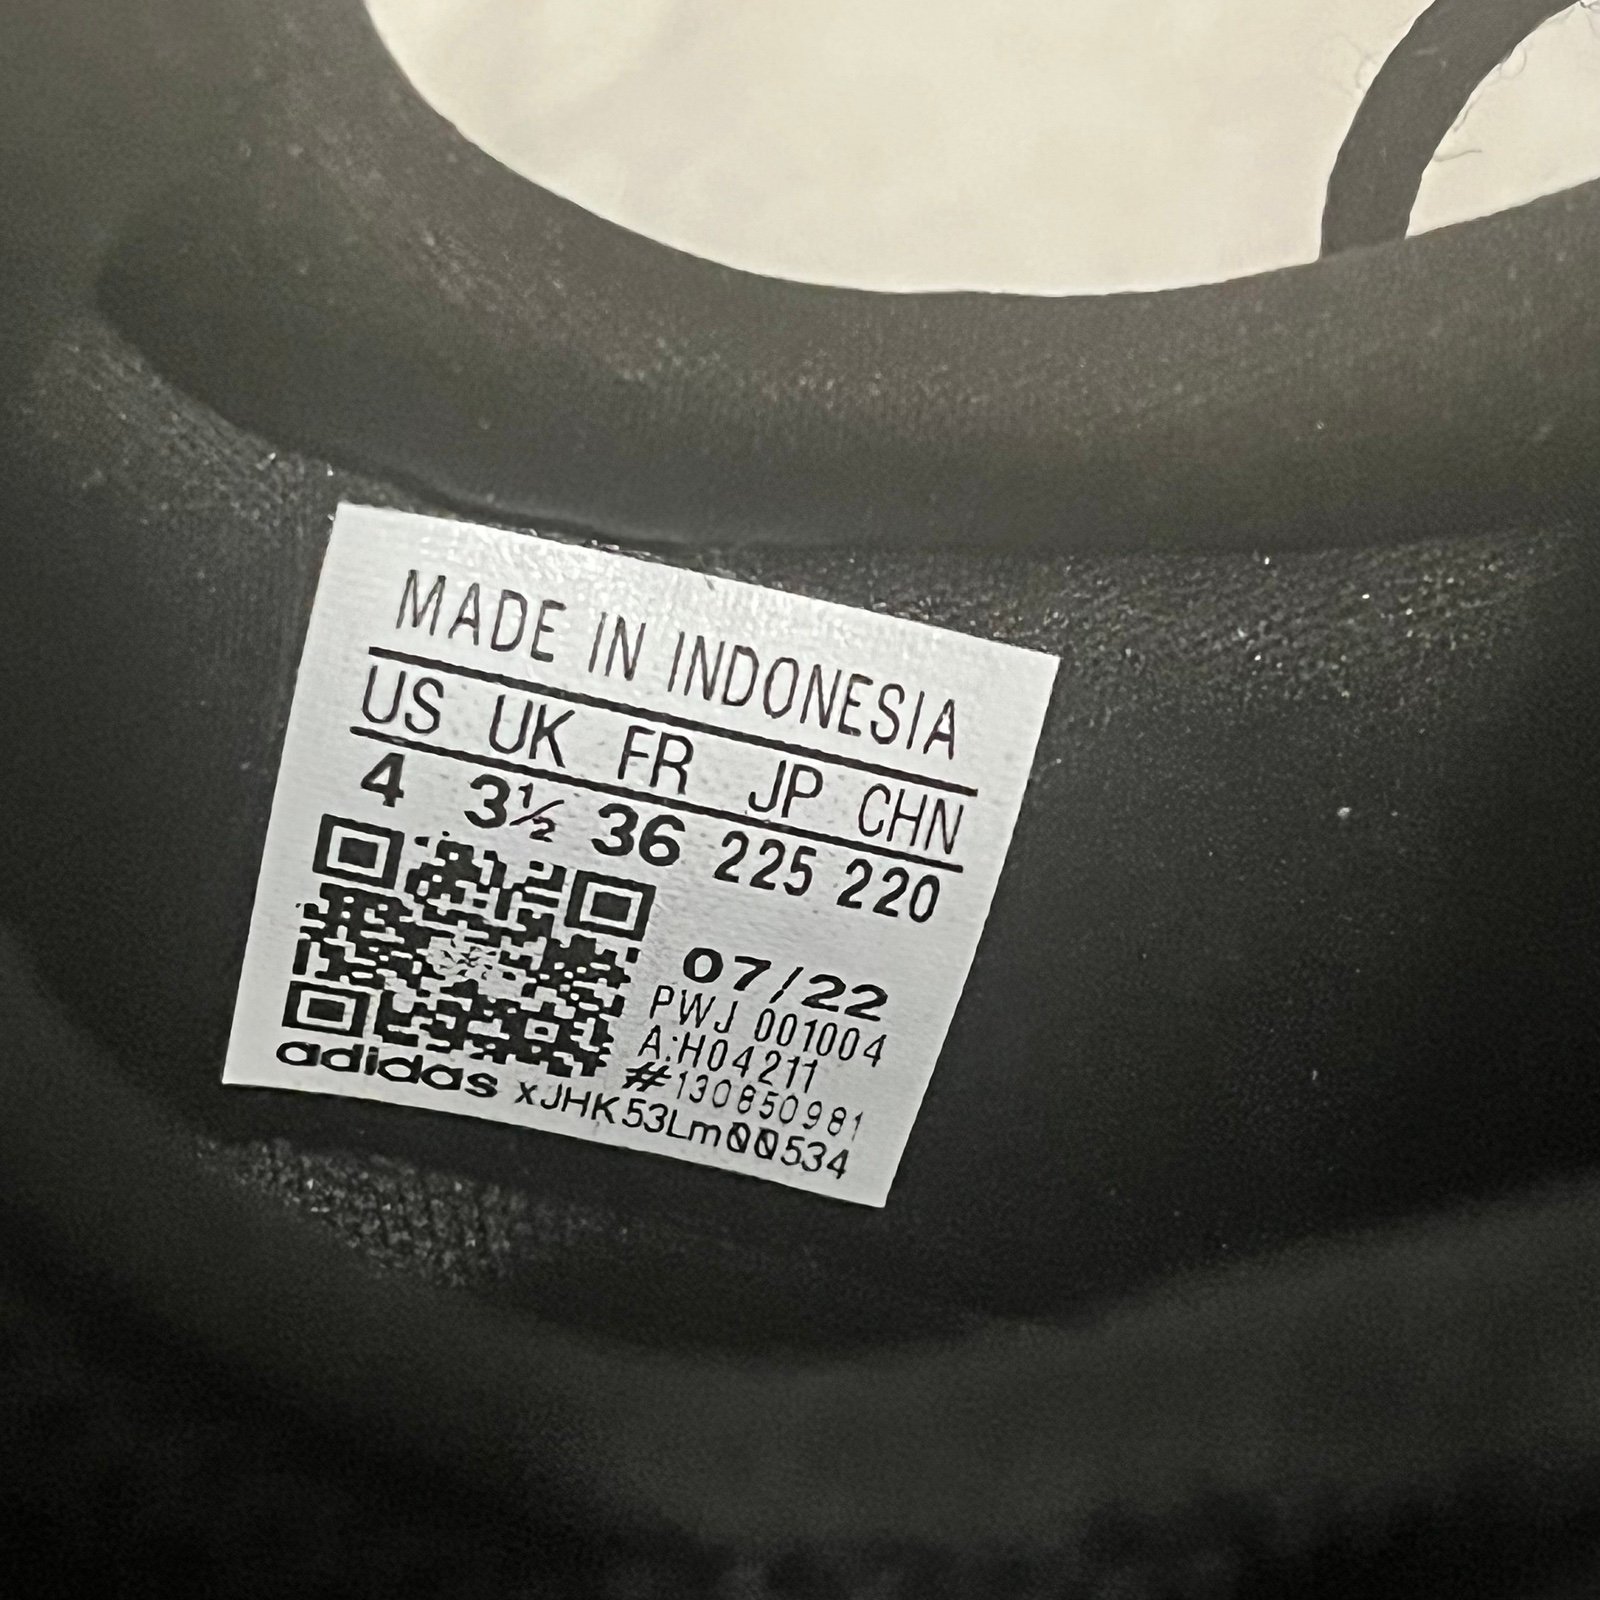 MADE IN INDONESIA
US UK FR JP CHN
4 3½ 36 225 220
07/22
PWJ 001004
A:H04211
#130850981
adidas xJHK53Lm00534